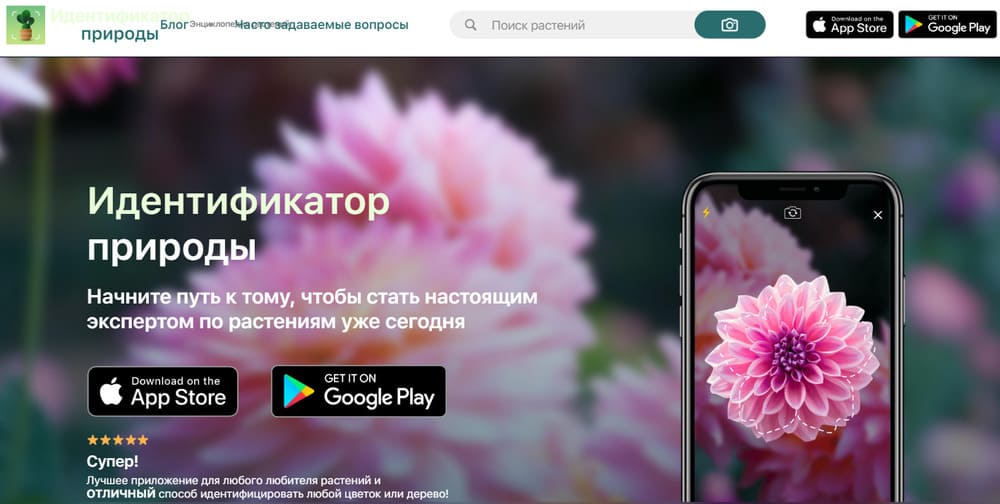 Идентификатор
природы
Блог
Энциклопедия растений
Часто задаваемые вопросы
Поиск растений
Download on the
App Store
GET IT ON
Google Play
Идентификатор
природы
Начните путь к тому, чтобы стать настоящим
экспертом по растениям уже сегодня
Download on the
App Store
GET IT ON
Google Play
Супер!
Лучшее приложение для любого любителя растений и
отличный способ идентифицировать любой цветок или дерево!